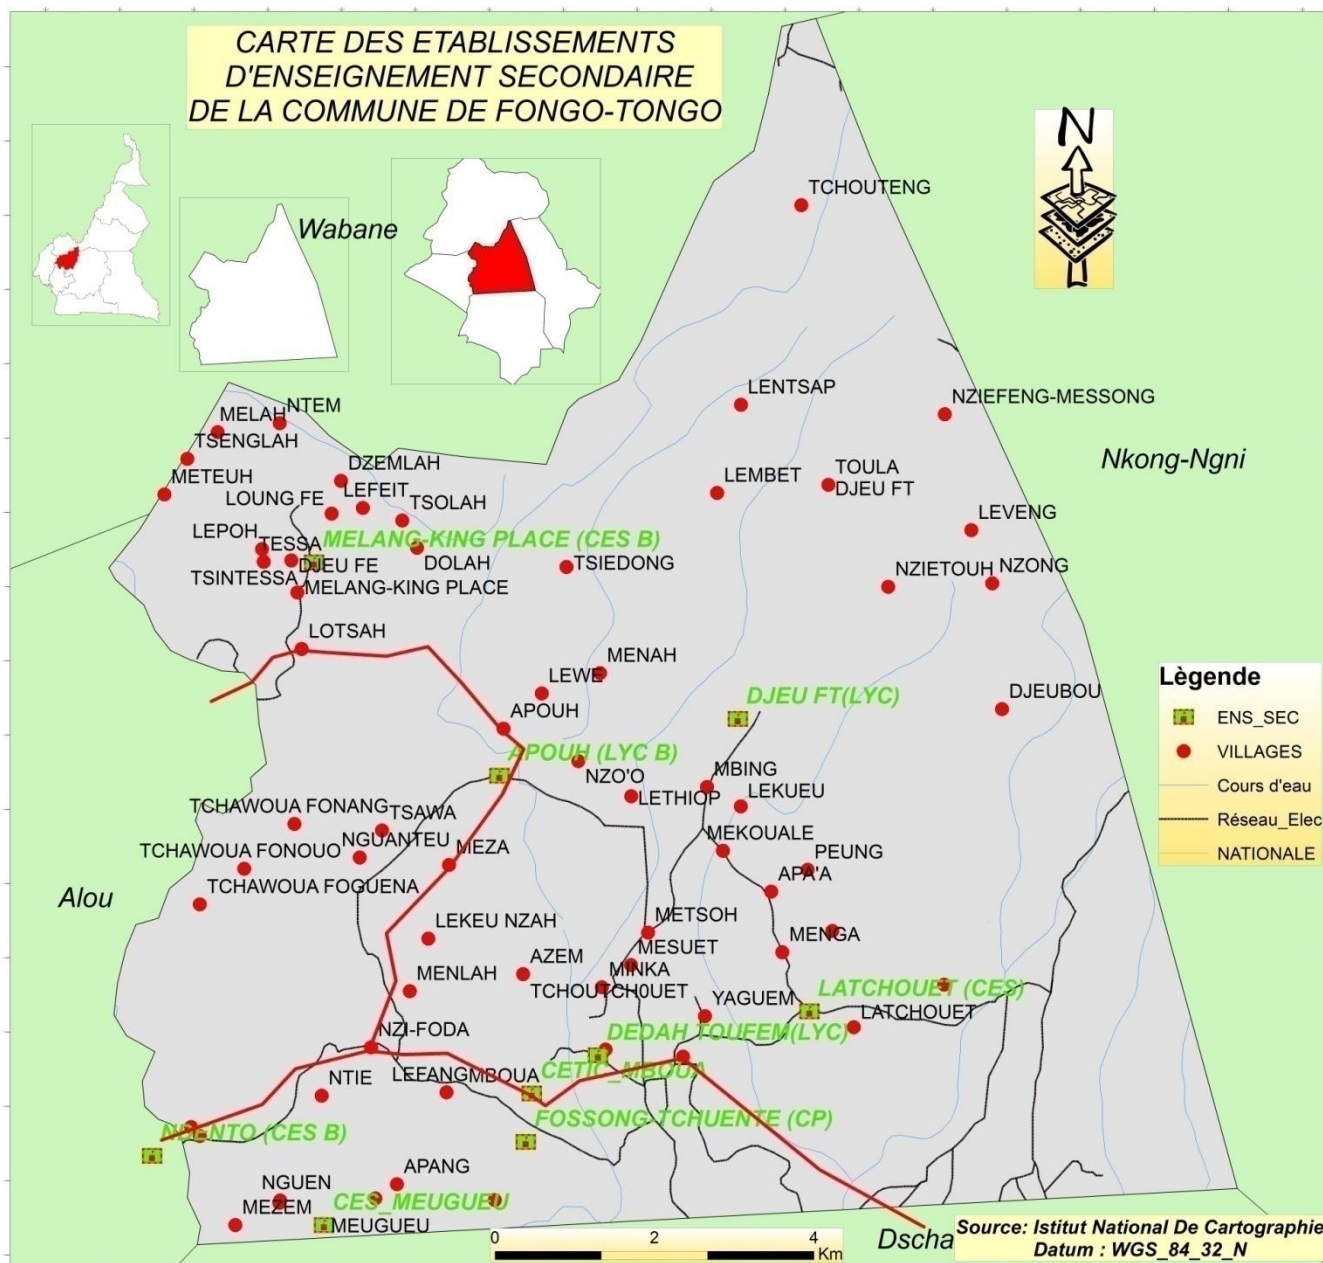 CARTE DES ETABLISSEMENTS
D'ENSEIGNEMENT SECONDAIRE
DE LA COMMUNE DE FONGO-TONGO
N
Wabane
TCHOUTENG
LENTSAP
NZIEFENG-MESSONG
NTEM
MELAH
TSENGLAH
METEUH
Nkong-Ngni
DZEMLAH
LEMBET
TOULA
DJEU FT
LOUNG FE
LEFEIT
TSOLAH
LEVENG
LEPOH
TESSA
MELANG-KING PLACE (CES B)
DJEU FE
DOLAH
TSIEDONG
TSINTESSA
MELANG-KING PLACE
NZIETOUH
NZONG
LOTSAH
MENAH
LEWE
DJEU FT(LYC)
DJEUBOU
APOUH
APOUH (LYC B)
NZO'O
MBING
LETHIOP
LEKUEU
TCHAWOUA FONANG
TSAWA
NGUANTEU
MEZA
MEKOUALE
TCHAWOUA FONOUO
PEUNG
APA'A
TCHAWOUA FOGUENA
Alou
LEKEU NZAH
METSOH
MENGA
AZEM
MESUET
MENLAH
MINKA
TCHOUTCH0UET
LATCHOUET (CES)
YAGUEM
LATCHOUET
NZI-FODA
DEDAH TOUFEM(LYC)
NTIE
LEFANG
MBOUA
CETIC_MBOUA
FOSSONG-TCHUENTE (CP)
(CES B)
APANG
NGUEN
MEZEM
CES_MEUGUEU
MEUGUEU
Lègende
ENS_SEC
VILLAGES
Cours d'eau
Réseau_Elec
NATIONALE
0 2 4
Km
Dscha
Source: Istitut National De Cartographie
Datum : WGS_84_32_N